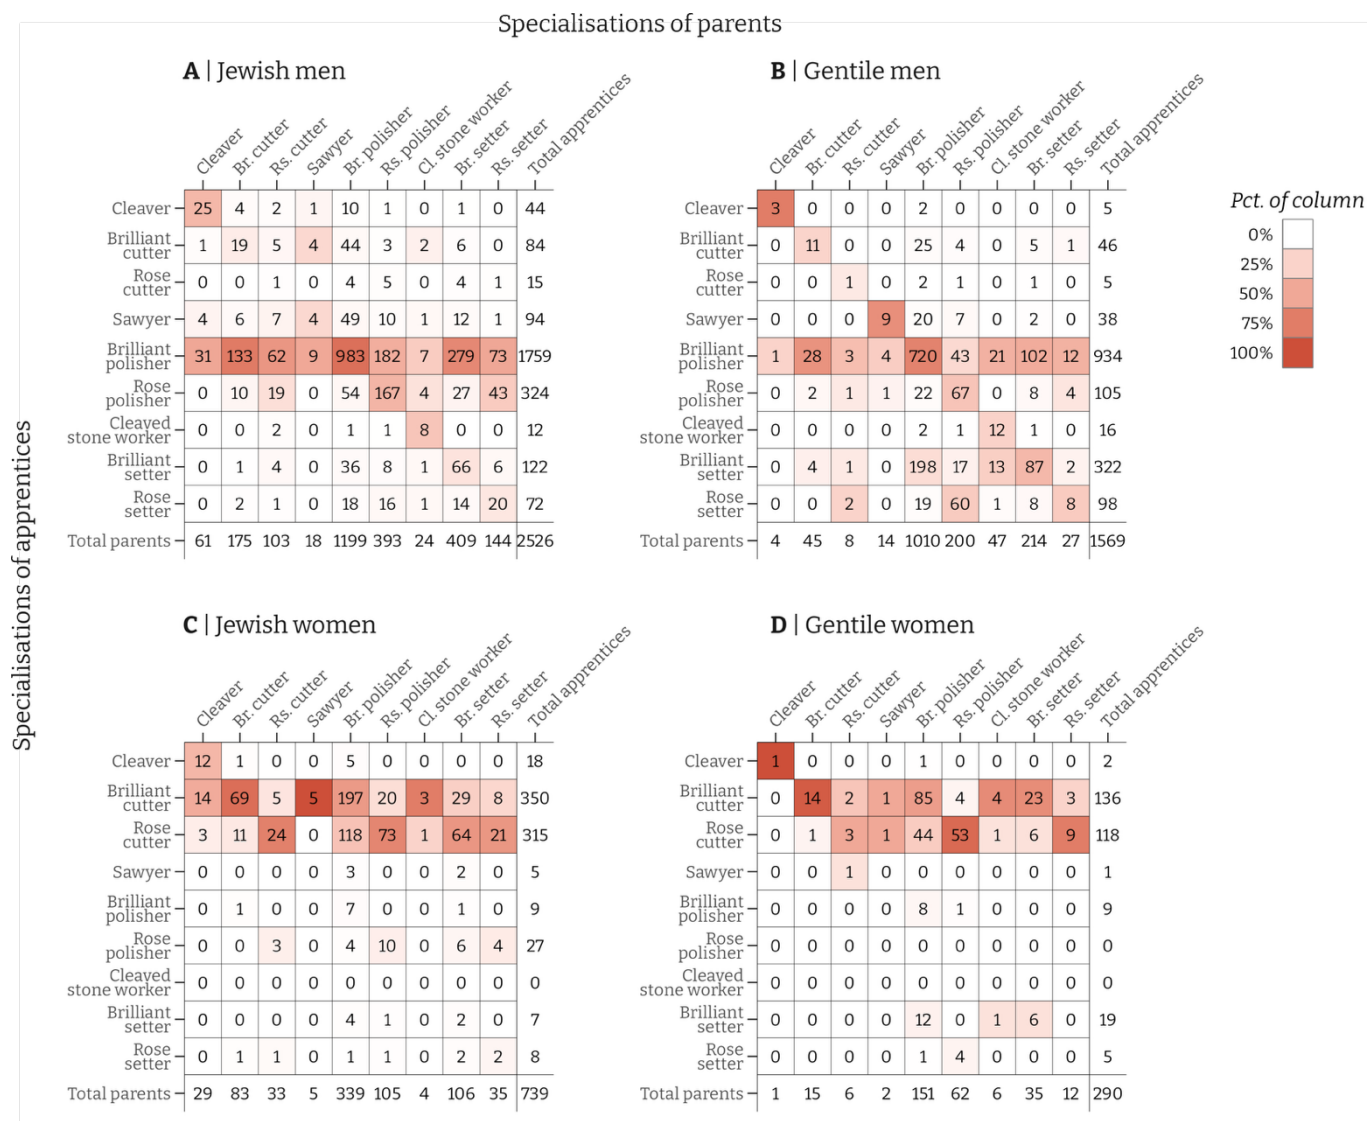 Specialisations of parents
A | Jewish men
Cleaver Br. cutter Rs. cutter Sawyer Br. polisher Rs. polisher Cl. stone worker Br. setter Rs. setter Total apprentices
Cleaver 25 4 2 1 10 1 0 1 0 44
Brilliant
cutter 1 19 5 4 44 3 2 6 0 84
Rose
cutter 0 0 1 0 4 5 0 4 1 15
Sawyer 4 6 7 4 49 10 1 12 1 94
Brilliant
polisher 31 133 62 9 983 182 7 279 73 1759
Rose
polisher 0 10 19 0 54 167 4 27 43 324
Cleaved
stone worker 0 0 2 0 1 1 8 0 0 12
Brilliant
setter 0 1 4 0 36 8 1 66 6 122
Rose
setter 0 2 1 0 18 16 1 14 20 72
Total parents 61 175 103 18 1199 393 24 409 144 2526
B | Gentile men
Cleaver Br. cutter Rs. cutter Sawyer Br. polisher Rs. polisher Cl. stone worker Br. setter Rs. setter Total apprentices
Cleaver 3 0 0 0 2 0 0 0 0 5
Brilliant
cutter 0 11 0 0 25 4 0 5 1 46
Rose
cutter 0 0 1 0 2 1 0 1 0 5
Sawyer 0 0 0 9 20 7 0 2 0 38
Brilliant
polisher 1 28 3 4 720 43 21 102 12 934
Rose
polisher 0 2 1 1 22 67 0 8 4 105
Cleaved
stone worker 0 0 0 0 2 1 12 1 0 16
Brilliant
setter 0 4 1 0 198 17 13 87 2 322
Rose
setter 0 0 2 0 19 60 1 8 8 98
Total parents 4 45 8 14 1010 200 47 214 27 1569
Pct. of column
0%
25%
50%
75%
100%
Specialisations of apprentices
C | Jewish women
Cleaver Br. cutter Rs. cutter Sawyer Br. polisher Rs. polisher Cl. stone worker Br. setter Rs. setter Total apprentices
Cleaver 12 1 0 0 5 0 0 0 0 18
Brilliant
cutter 14 69 5 5 197 20 3 29 8 350
Rose
cutter 3 11 24 0 118 73 1 64 21 315
Sawyer 0 0 0 0 3 0 0 2 0 5
Brilliant
polisher 0 1 0 0 7 0 0 1 0 9
Rose
polisher 0 0 3 0 4 10 0 6 4 27
Cleaved
stone worker 0 0 0 0 0 0 0 0 0 0
Brilliant
setter 0 0 0 0 4 1 0 2 0 7
Rose
setter 0 1 1 0 1 1 0 2 2 8
Total parents 29 83 33 5 339 105 4 106 35 739
D | Gentile women
Cleaver Br. cutter Rs. cutter Sawyer Br. polisher Rs. polisher Cl. stone worker Br. setter Rs. setter Total apprentices
Cleaver 1 0 0 0 1 0 0 0 0 2
Brilliant
cutter 0 14 2 1 85 4 4 23 3 136
Rose
cutter 0 1 3 1 44 53 1 6 9 118
Sawyer 0 0 1 0 0 0 0 0 0 1
Brilliant
polisher 0 0 0 0 8 1 0 0 0 9
Rose
polisher 0 0 0 0 0 0 0 0 0 0
Cleaved
stone worker 0 0 0 0 0 0 0 0 0 0
Brilliant
setter 0 0 0 0 12 0 1 6 0 19
Rose
setter 0 0 0 0 1 4 0 0 0 5
Total parents 1 15 6 2 151 62 6 35 12 290